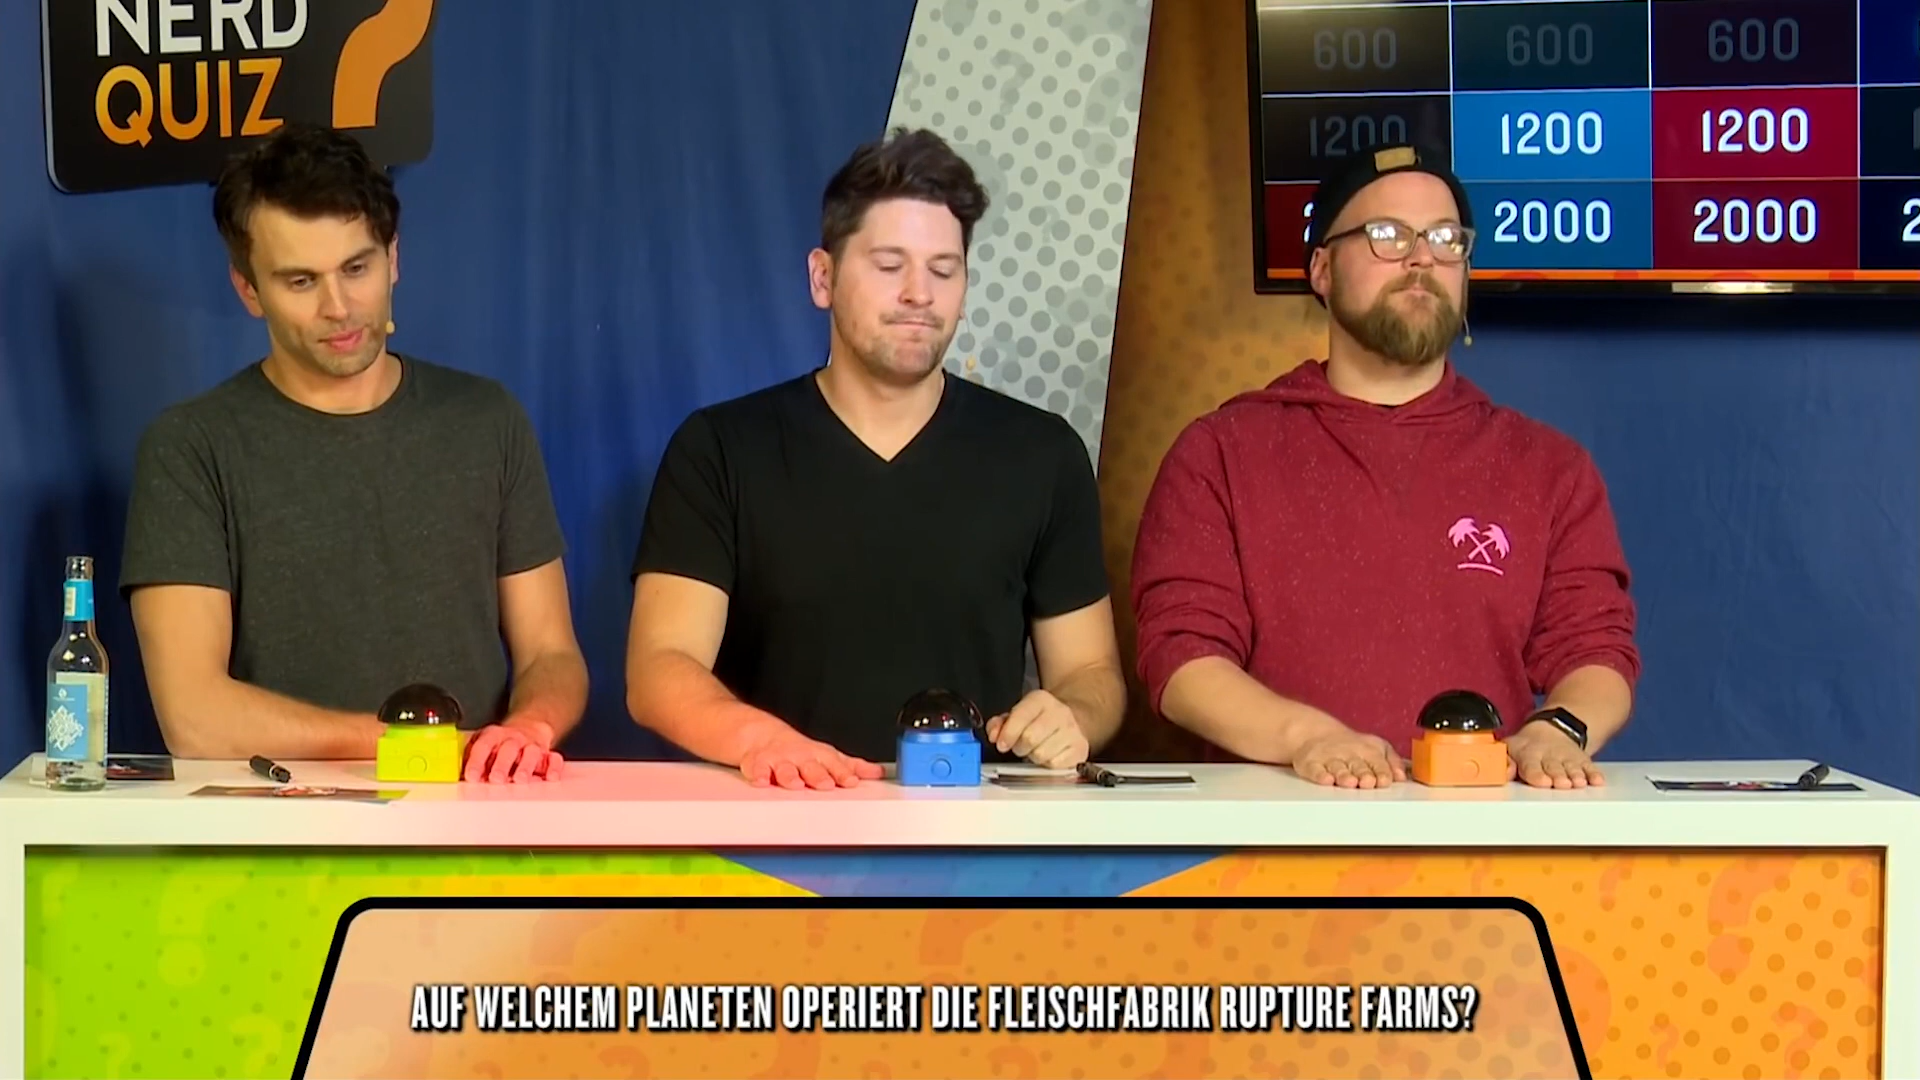 NERD
QUIZ
600 600 600
1200 1200 1200
2000 2000
AUF WELCHEM PLANETEN OPERIERT DIE FLEISCHFABRIK RUPTURE FARMS?